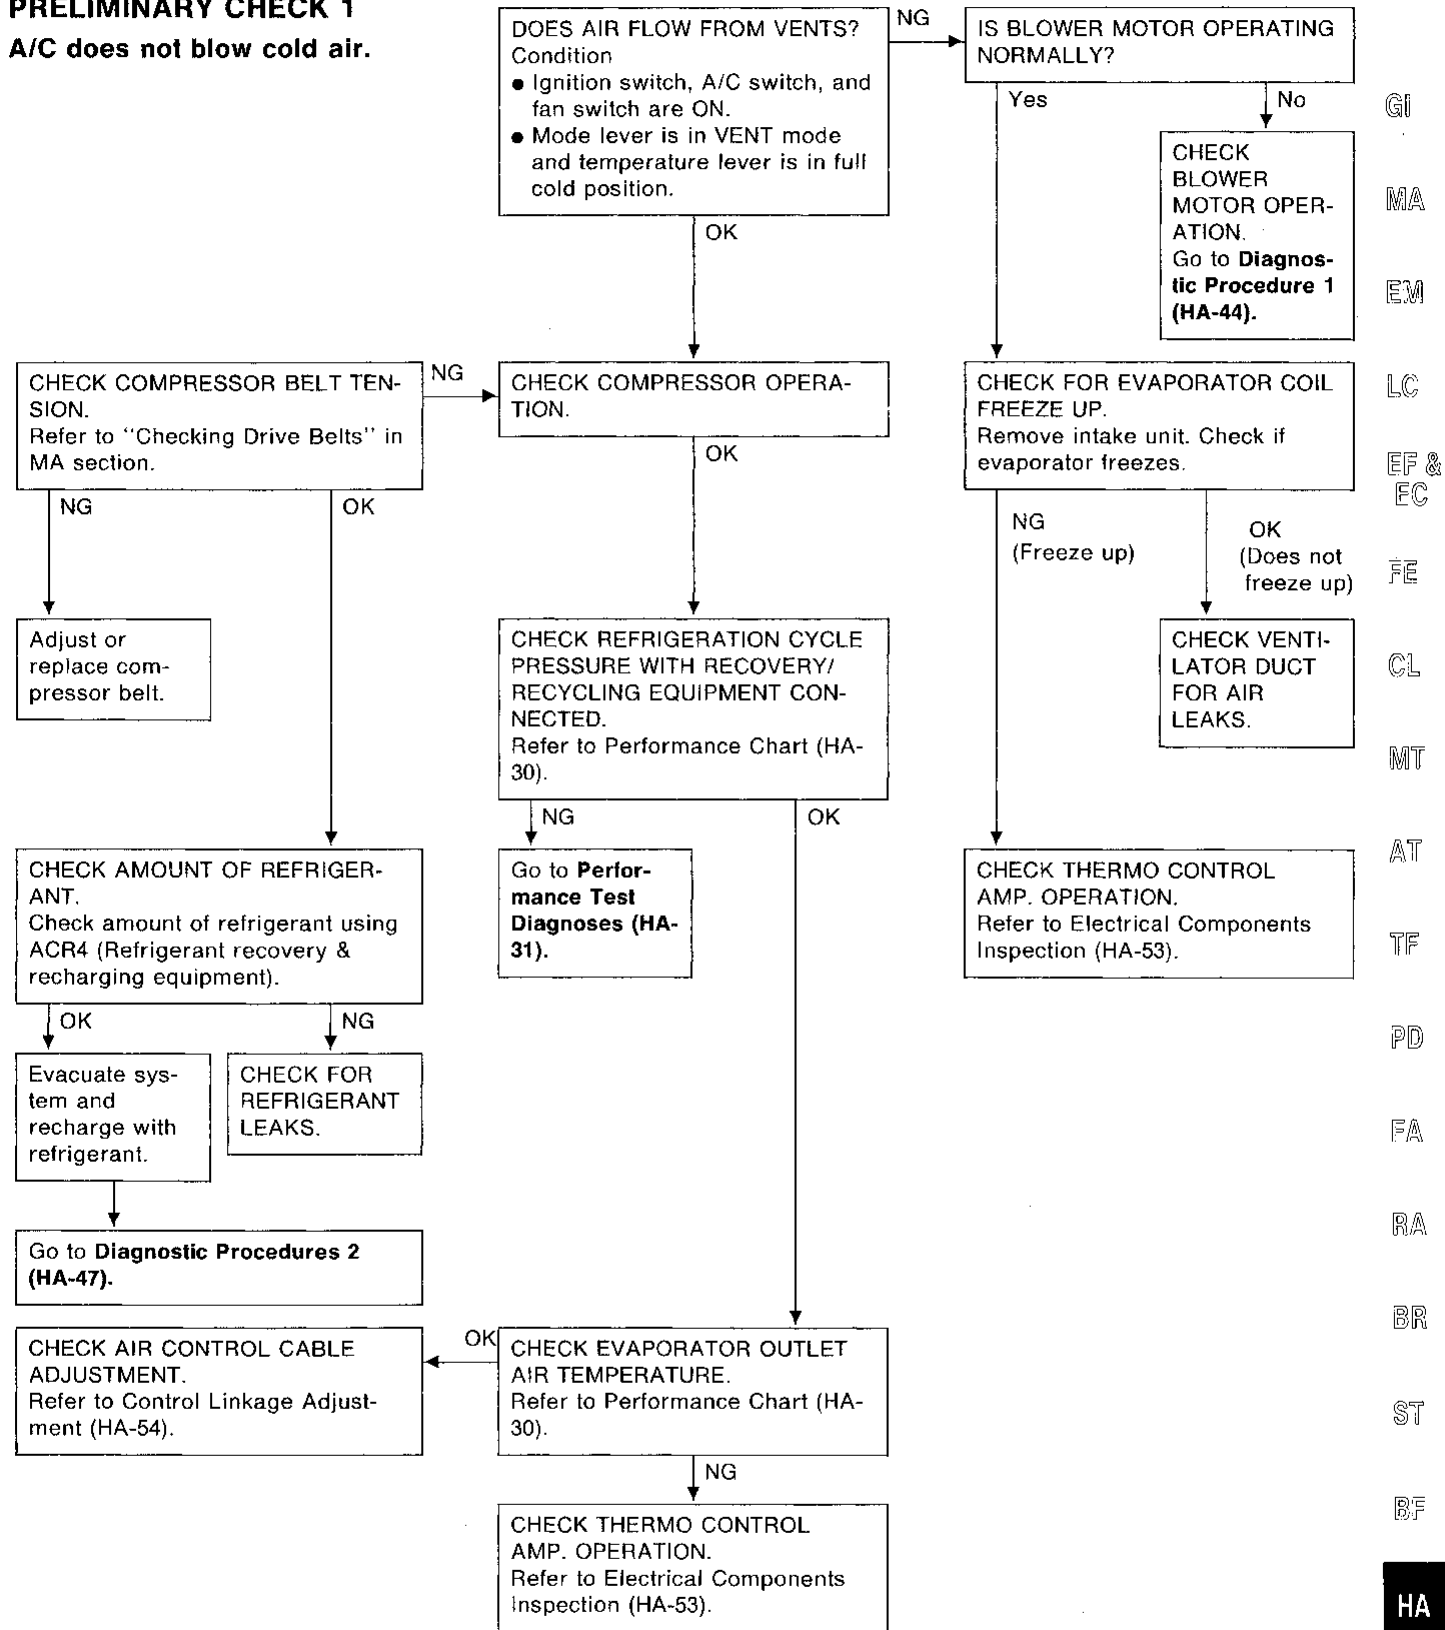 PRELIMINARY CHECK 1
A/C does not blow cold air.
DOES AIR FLOW FROM VENTS?
Condition
● Ignition switch, A/C switch, and
fan switch are ON.
● Mode lever is in VENT mode
and temperature lever is in full
cold position.
NG
IS BLOWER MOTOR OPERATING
NORMALLY?
Yes
No
CHECK
BLOWER
MOTOR OPER-
ATION.
Go to Diagnos-
tic Procedure 1
(HA-44).
OK
CHECK COMPRESSOR BELT TEN-
SION.
Refer to “Checking Drive Belts” in
MA section.
NG
CHECK COMPRESSOR OPERA-
TION.
CHECK FOR EVAPORATOR COIL
FREEZE UP.
Remove intake unit. Check if
evaporator freezes.
NG
OK
OK
NG
(Freeze up)
OK
(Does not
freeze up)
Adjust or
replace com-
pressor belt.
CHECK REFRIGERATION CYCLE
PRESSURE WITH RECOVERY/
RECYCLING EQUIPMENT CON-
NECTED.
Refer to Performance Chart (HA-
30).
CHECK VENTI-
LATOR DUCT
FOR AIR
LEAKS.
NG
OK
CHECK AMOUNT OF REFRIGER-
ANT.
Check amount of refrigerant using
ACR4 (Refrigerant recovery &
recharging equipment).
Go to Perfor-
mance Test
Diagnoses (HA-
31).
CHECK THERMO CONTROL
AMP. OPERATION.
Refer to Electrical Components
Inspection (HA-53).
OK
NG
Evacuate sys-
tem and
recharge with
refrigerant.
CHECK FOR
REFRIGERANT
LEAKS.
Go to Diagnostic Procedures 2
(HA-47).
CHECK AIR CONTROL CABLE
ADJUSTMENT.
Refer to Control Linkage Adjust-
ment (HA-54).
OK
CHECK EVAPORATOR OUTLET
AIR TEMPERATURE.
Refer to Performance Chart (HA-
30).
NG
CHECK THERMO CONTROL
AMP. OPERATION.
Refer to Electrical Components
Inspection (HA-53).
GI
MA
EM
LC
EF &
EC
FE
CL
MT
AT
TF
PD
FA
RA
BR
ST
BF
HA